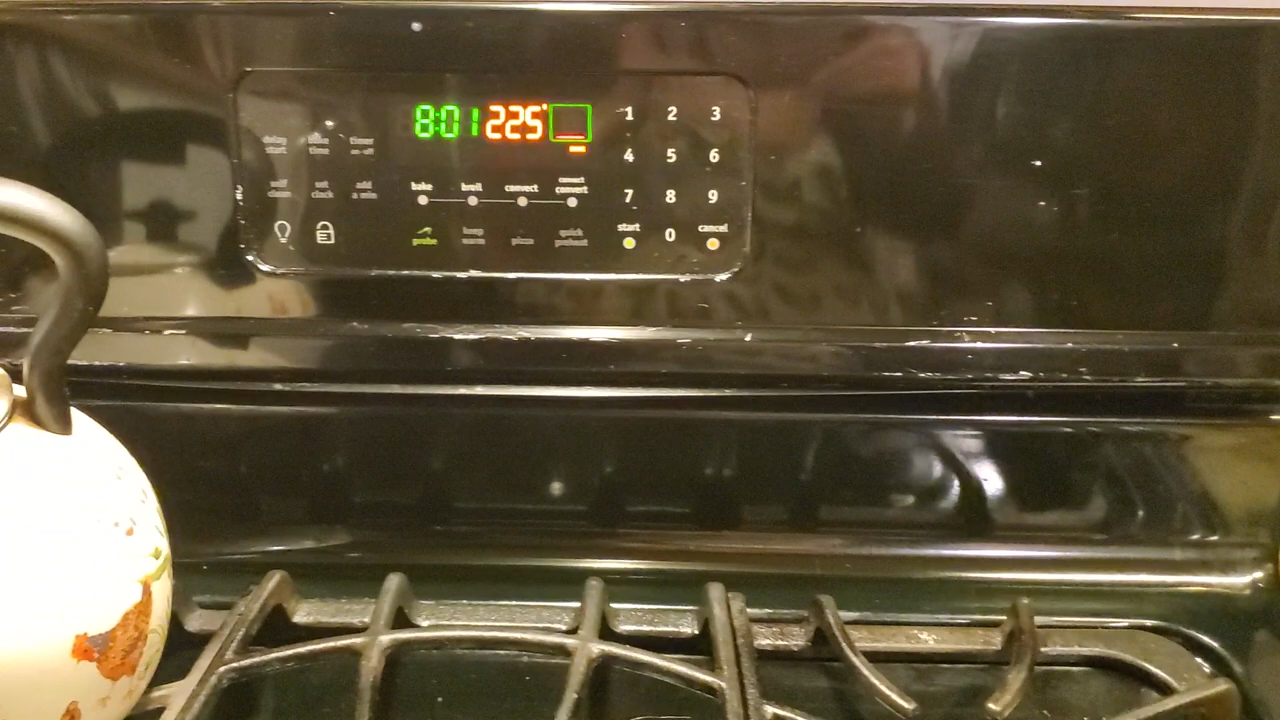 8:01 225°
1 2 3
delay start
bake time
timer on-off
4 5 6
self clean
set clock
add a min
bake broil convect convect convert
7 8 9
probe keep warm pizza quick preheat
start 0 cancel